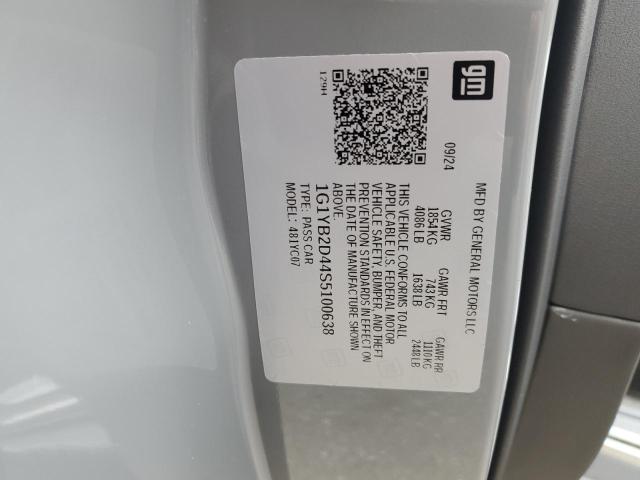 gm
MFD BY GENERAL MOTORS LLC
09/24
GVWR GAWR FRT GAWR RR
1854 KG 743 KG 1110 KG
4086 LB 1638 LB 2448 LB
THIS VEHICLE CONFORMS TO ALL
APPLICABLE U.S. FEDERAL MOTOR
VEHICLE SAFETY, BUMPER, AND THEFT
PREVENTION STANDARDS IN EFFECT ON
THE DATE OF MANUFACTURE SHOWN
ABOVE.
1G1YB2D44S5100638
TYPE: PASS CAR
MODEL: 481YC07
129H